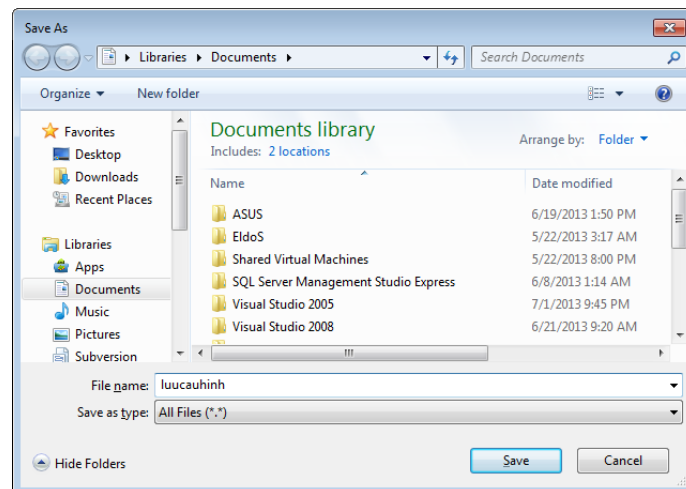 Save As
Libraries Documents Search Documents
Organize New folder
Favorites
Desktop
Downloads
Recent Places
Libraries
Apps
Documents
Music
Pictures
Subversion
Documents library
Includes: 2 locations
Arrange by: Folder
Name Date modified
ASUS 6/19/2013 1:50 PM
EldoS 5/22/2013 3:17 AM
Shared Virtual Machines 5/22/2013 8:00 PM
SQL Server Management Studio Express 6/8/2013 1:14 AM
Visual Studio 2005 7/1/2013 9:45 PM
Visual Studio 2008 6/21/2013 9:20 AM
File name: luucauhinh
Save as type: All Files (*.*)
Hide Folders Save Cancel